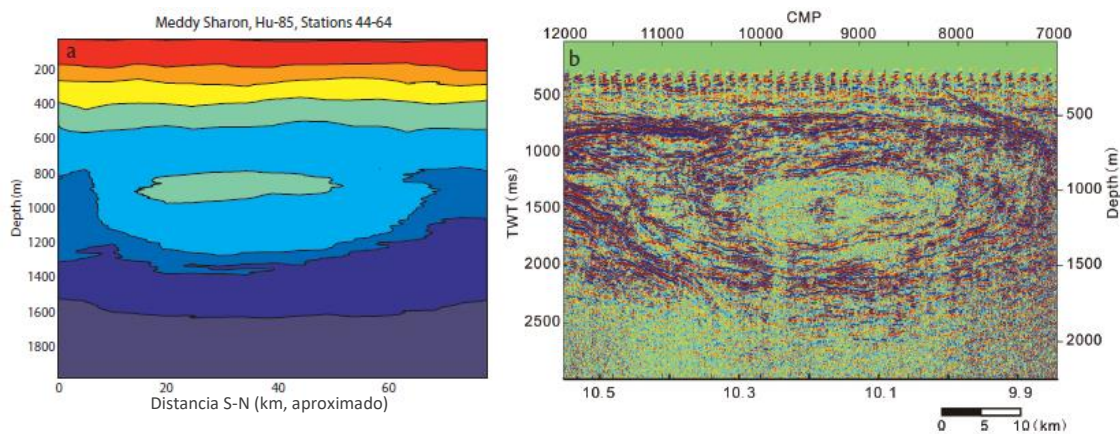 Meddy Sharon, Hu-85, Stations 44-64
a
200
400
600
800
1000
1200
1400
1600
1800
Depth(m)
0 20 40 60
Distancia S-N (km, aproximado)
CMP
12000 11000 10000 9000 8000 7000
b
500
1000
1500
2000
2500
TWT (ms)
500
1000
1500
2000
Depth(m)
10.5 10.3 10.1 9.9
0 5 10 (km)